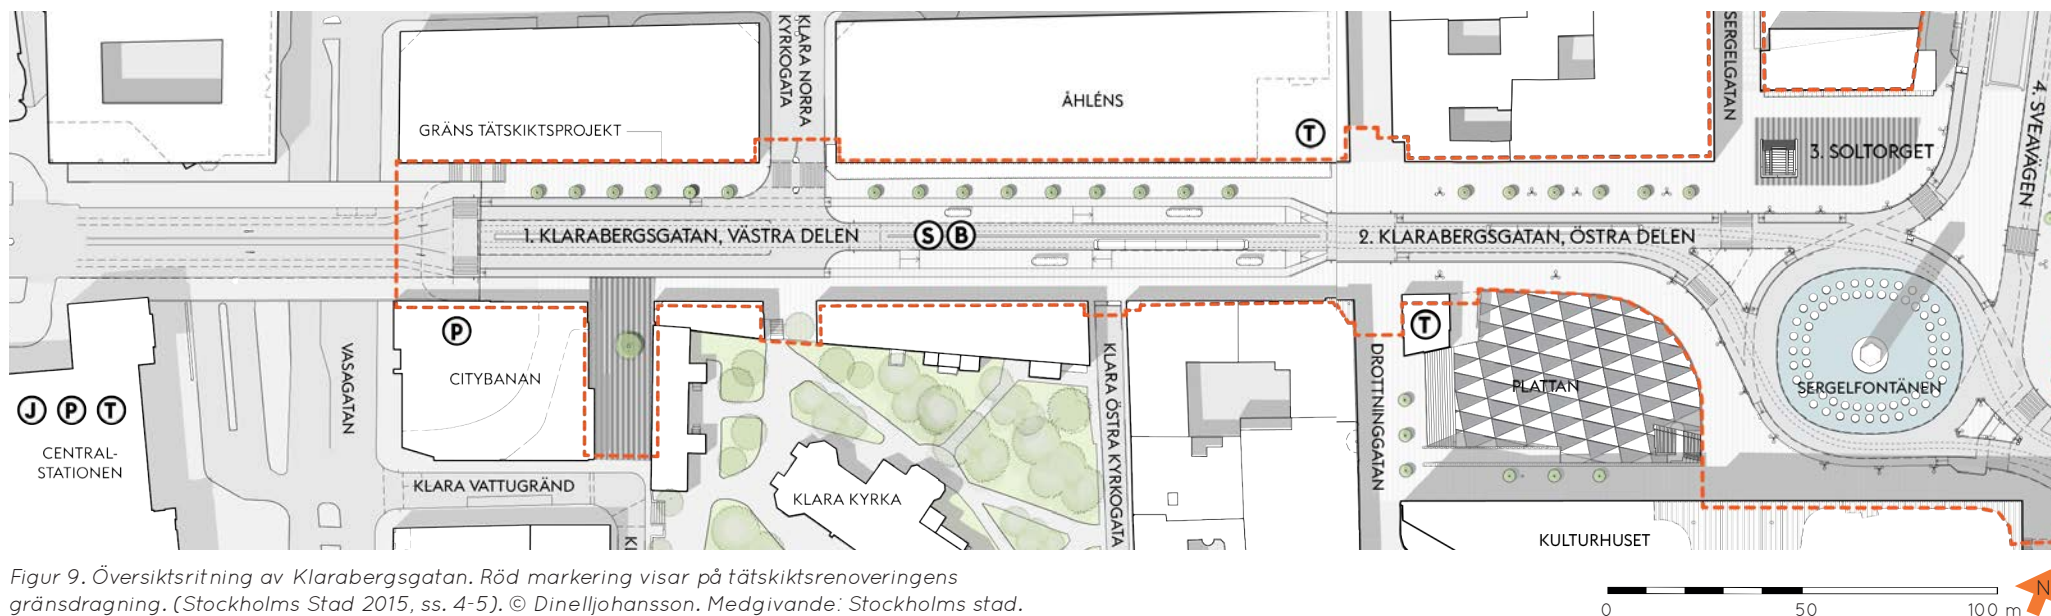 KLARA NORRA
KYRKOGATA
SERGELGATAN
4. SVEAVÄGEN
ÅHLÉNS
GRÄNS TÄTSKIKTSPROJEKT
T
3. SOLTORGET
1. KLARABERGSGATAN, VÄSTRA DELEN
S B
2. KLARABERGSGATAN, ÖSTRA DELEN
P
T
VASAGATAN
CITYBANAN
KLARA ÖSTRA KYRKOGATA
DROTTNINGGATAN
PLATTAN
SERGELFONTÄNEN
J P T
CENTRAL-
STATIONEN
KLARA VATTUGRÄND
KLARA KYRKA
KULTURHUSET
Figur 9. Översiktsritning av Klarabergsgatan. Röd markering visar på tätskiktsrenoveringens
gränsdragning. (Stockholms Stad 2015, ss. 4-5). © Dinelljohansson. Medgivande: Stockholms stad.
0 50 100 m
N